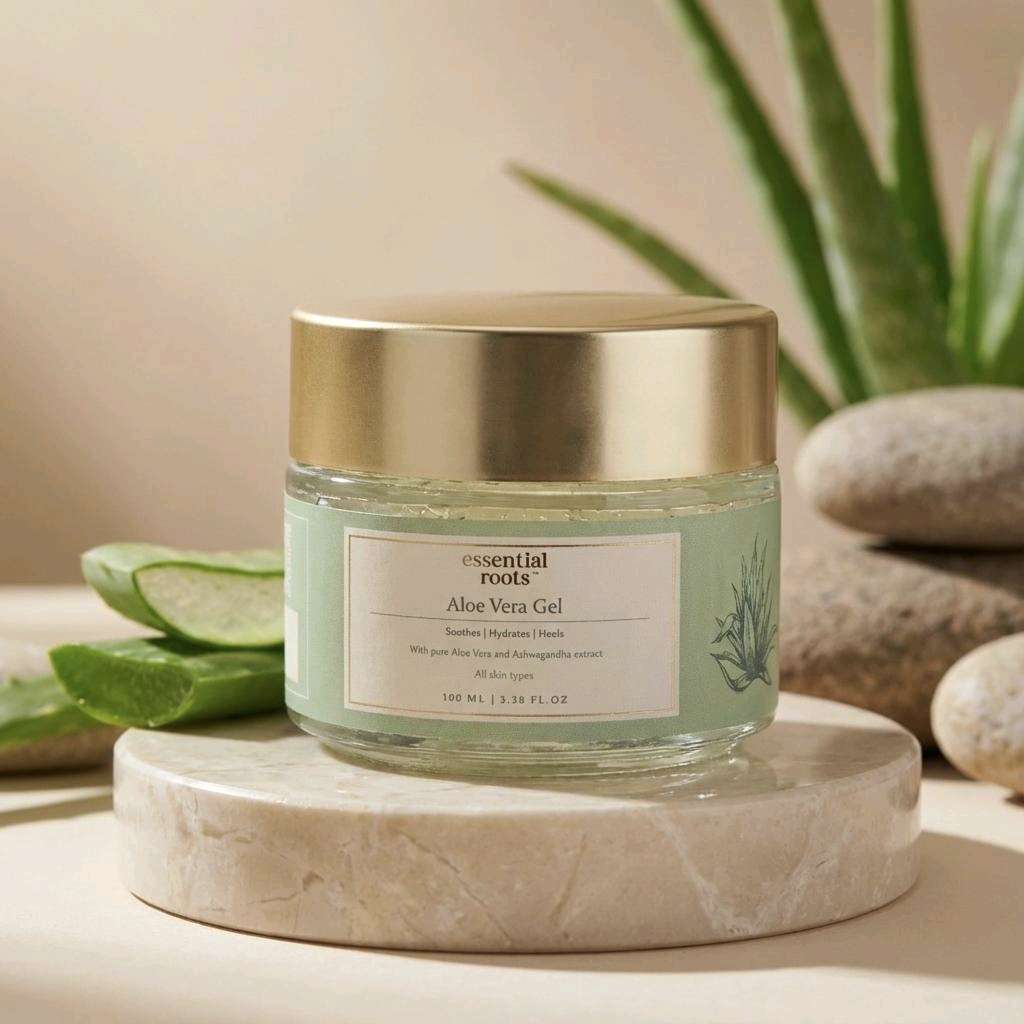 essential
roots™
Aloe Vera Gel
Soothes | Hydrates | Heels
With pure Aloe Vera and Ashwagandha extract
All skin types
100 ML | 3.38 FL.OZ